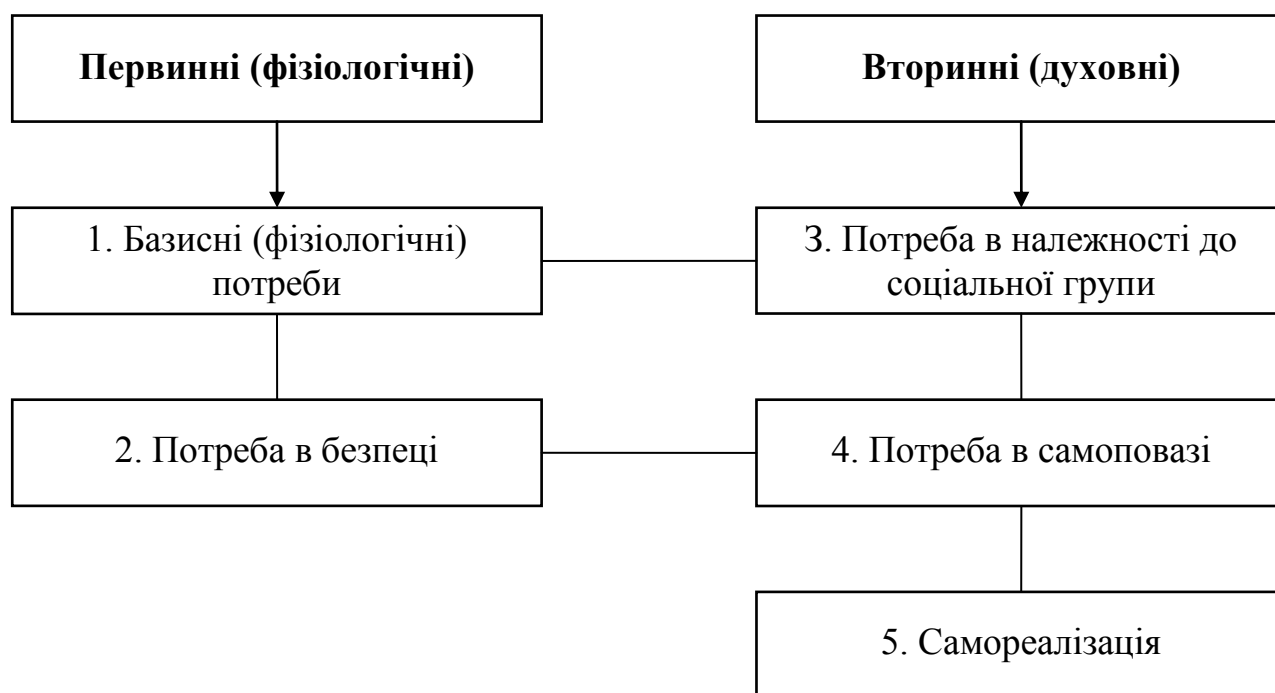 Первинні (фізіологічні)
Вторинні (духовні)
1. Базисні (фізіологічні)
потреби
3. Потреба в належності до
соціальної групи
2. Потреба в безпеці
4. Потреба в самоповазі
5. Самореалізація